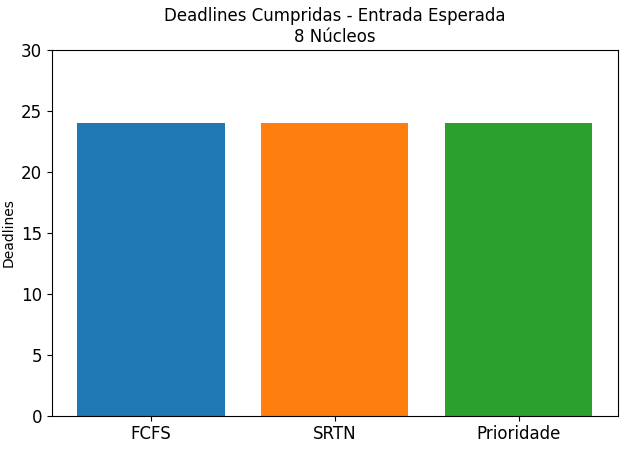 Deadlines Cumpridas - Entrada Esperada
8 Núcleos
30
25
20
15
10
5
0
Deadlines
FCFS SRTN Prioridade